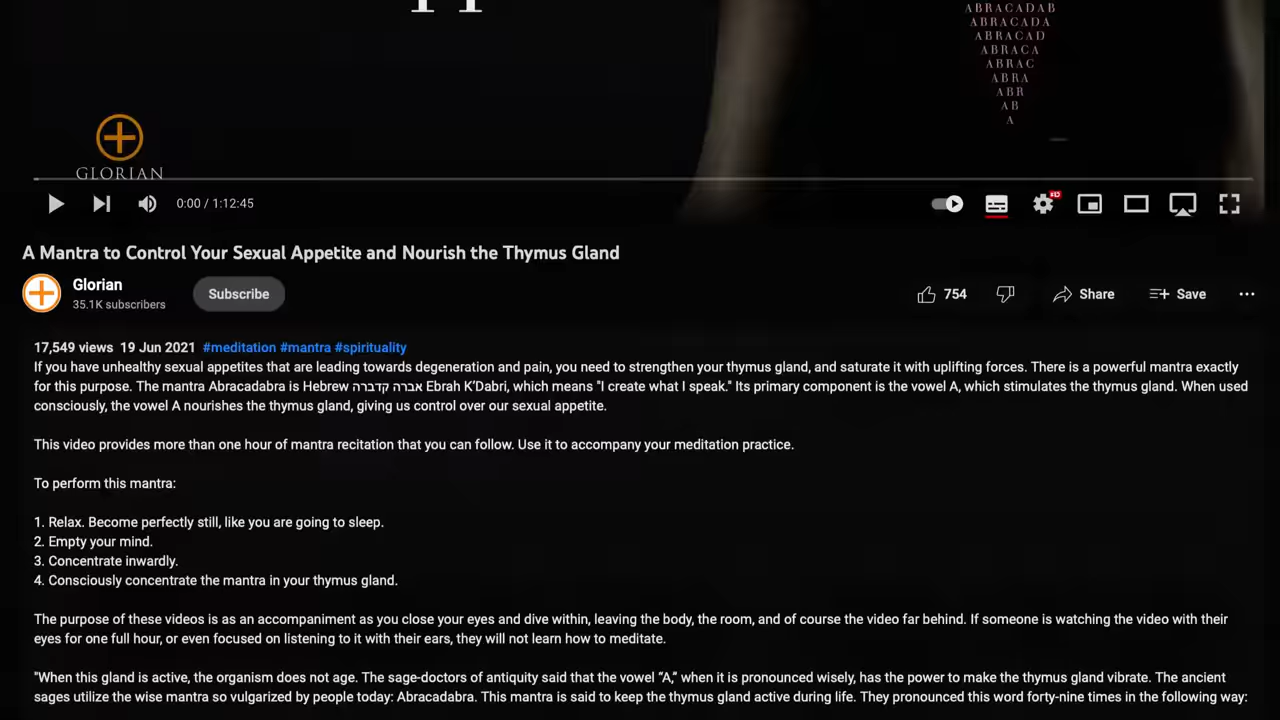 ABRACADAB
ABRACADA
ABRACAD
ABRACA
ABRAC
ABRA
ABR
AB
A
GLORIAN
0:00 / 1:12:45
HD
A Mantra to Control Your Sexual Appetite and Nourish the Thymus Gland
Glorian
35.1K subscribers
Subscribe
754
Share
Save
17,549 views 19 Jun 2021 #meditation #mantra #spirituality
If you have unhealthy sexual appetites that are leading towards degeneration and pain, you need to strengthen your thymus gland, and saturate it with uplifting forces. There is a powerful mantra exactly
for this purpose. The mantra Abracadabra is Hebrew אברה קדברה Ebrah K’Dabri, which means "I create what I speak." Its primary component is the vowel A, which stimulates the thymus gland. When used
consciously, the vowel A nourishes the thymus gland, giving us control over our sexual appetite.
This video provides more than one hour of mantra recitation that you can follow. Use it to accompany your meditation practice.
To perform this mantra:
1. Relax. Become perfectly still, like you are going to sleep.
2. Empty your mind.
3. Concentrate inwardly.
4. Consciously concentrate the mantra in your thymus gland.
The purpose of these videos is as an accompaniment as you close your eyes and dive within, leaving the body, the room, and of course the video far behind. If someone is watching the video with their
eyes for one full hour, or even focused on listening to it with their ears, they will not learn how to meditate.
"When this gland is active, the organism does not age. The sage-doctors of antiquity said that the vowel “A,” when it is pronounced wisely, has the power to make the thymus gland vibrate. The ancient
sages utilize the wise mantra so vulgarized by people today: Abracadabra. This mantra is said to keep the thymus gland active during life. They pronounced this word forty-nine times in the following way: